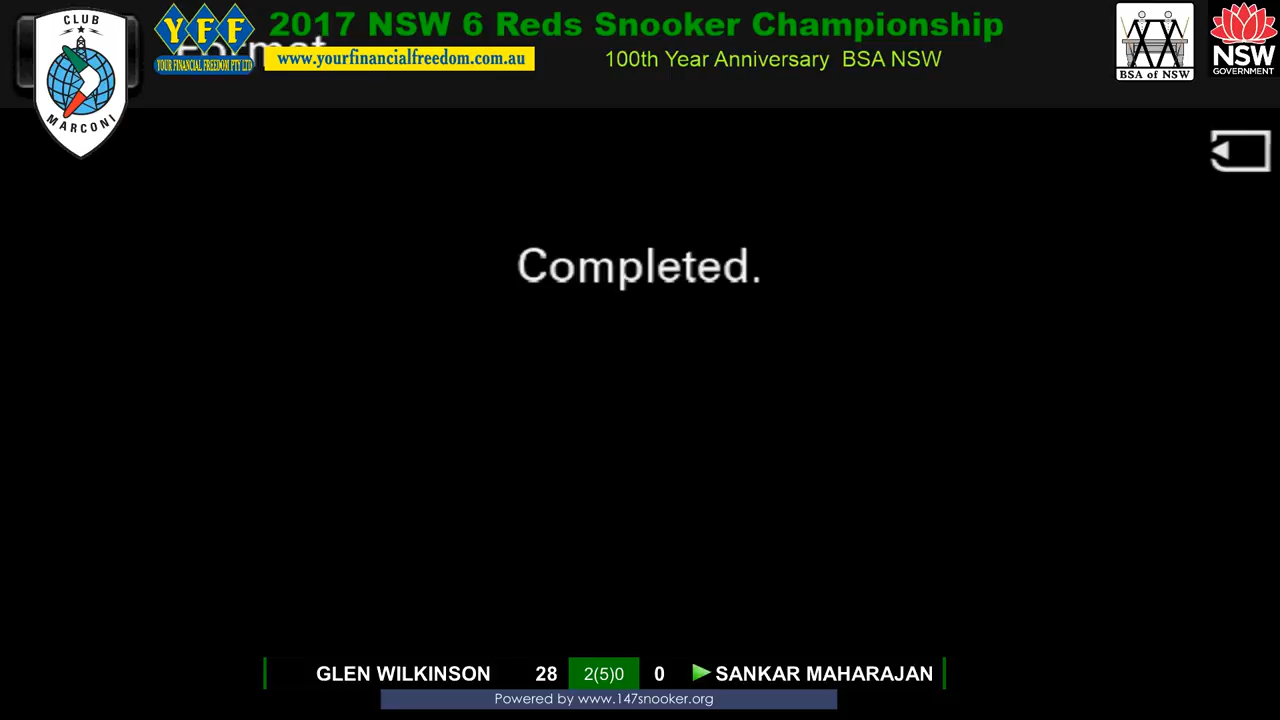 CLUB
MARCONI
YFF
YOUR FINANCIAL FREEDOM PTY LTD
Format
www.yourfinancialfreedom.com.au
2017 NSW 6 Reds Snooker Championship
100th Year Anniversary BSA NSW
BSA of NSW
NSW
GOVERNMENT
Completed.
GLEN WILKINSON 28 2(5)0 0 SANKAR MAHARAJAN
Powered by www.147snooker.org